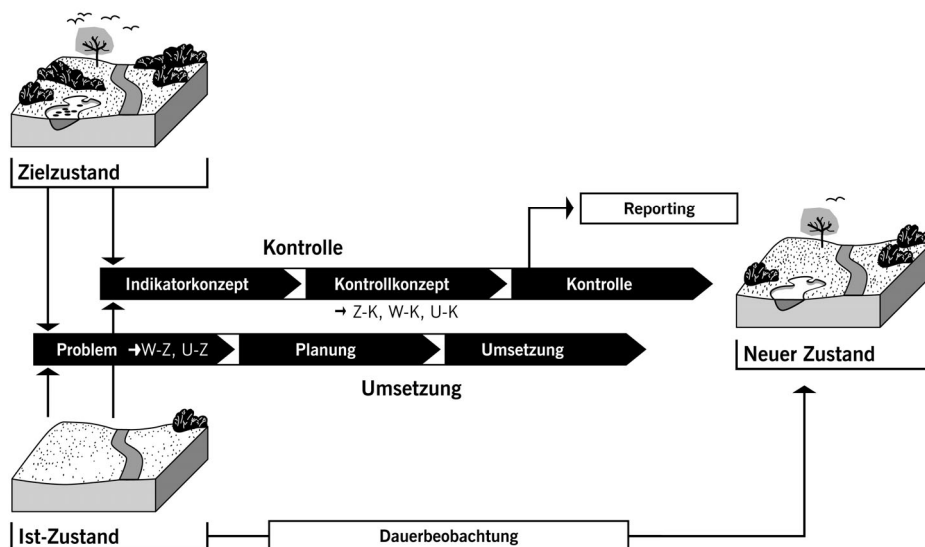 Zielzustand
Reporting
Kontrolle
Indikatorkonzept
Kontrollkonzept
Kontrolle
→ Z-K, W-K, U-K
Problem →W-Z, U-Z
Planung
Umsetzung
Neuer Zustand
Umsetzung
Ist-Zustand
Dauerbeobachtung